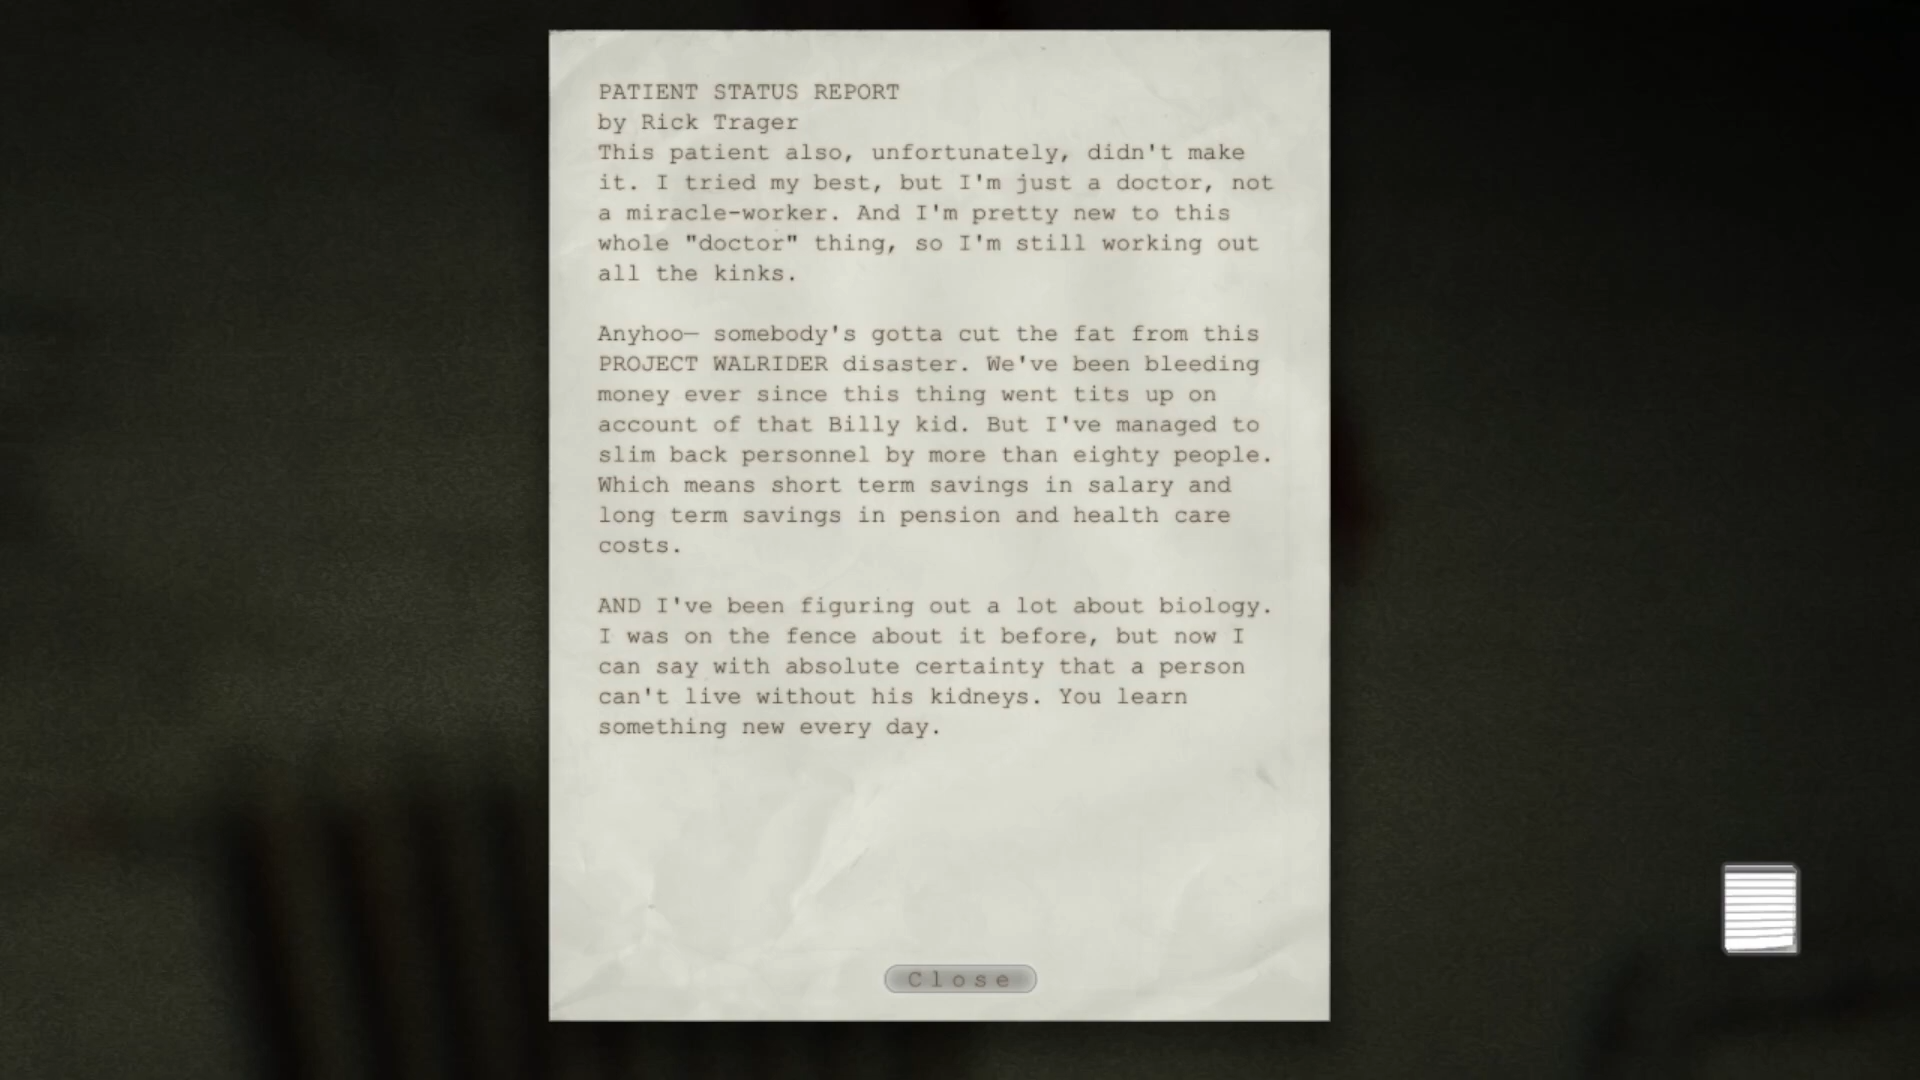 PATIENT STATUS REPORT
by Rick Trager
This patient also, unfortunately, didn't make
it. I tried my best, but I'm just a doctor, not
a miracle-worker. And I'm pretty new to this
whole "doctor" thing, so I'm still working out
all the kinks.
Anyhoo— somebody's gotta cut the fat from this
PROJECT WALRIDER disaster. We've been bleeding
money ever since this thing went tits up on
account of that Billy kid. But I've managed to
slim back personnel by more than eighty people.
Which means short term savings in salary and
long term savings in pension and health care
costs.
AND I've been figuring out a lot about biology.
I was on the fence about it before, but now I
can say with absolute certainty that a person
can't live without his kidneys. You learn
something new every day.
Close